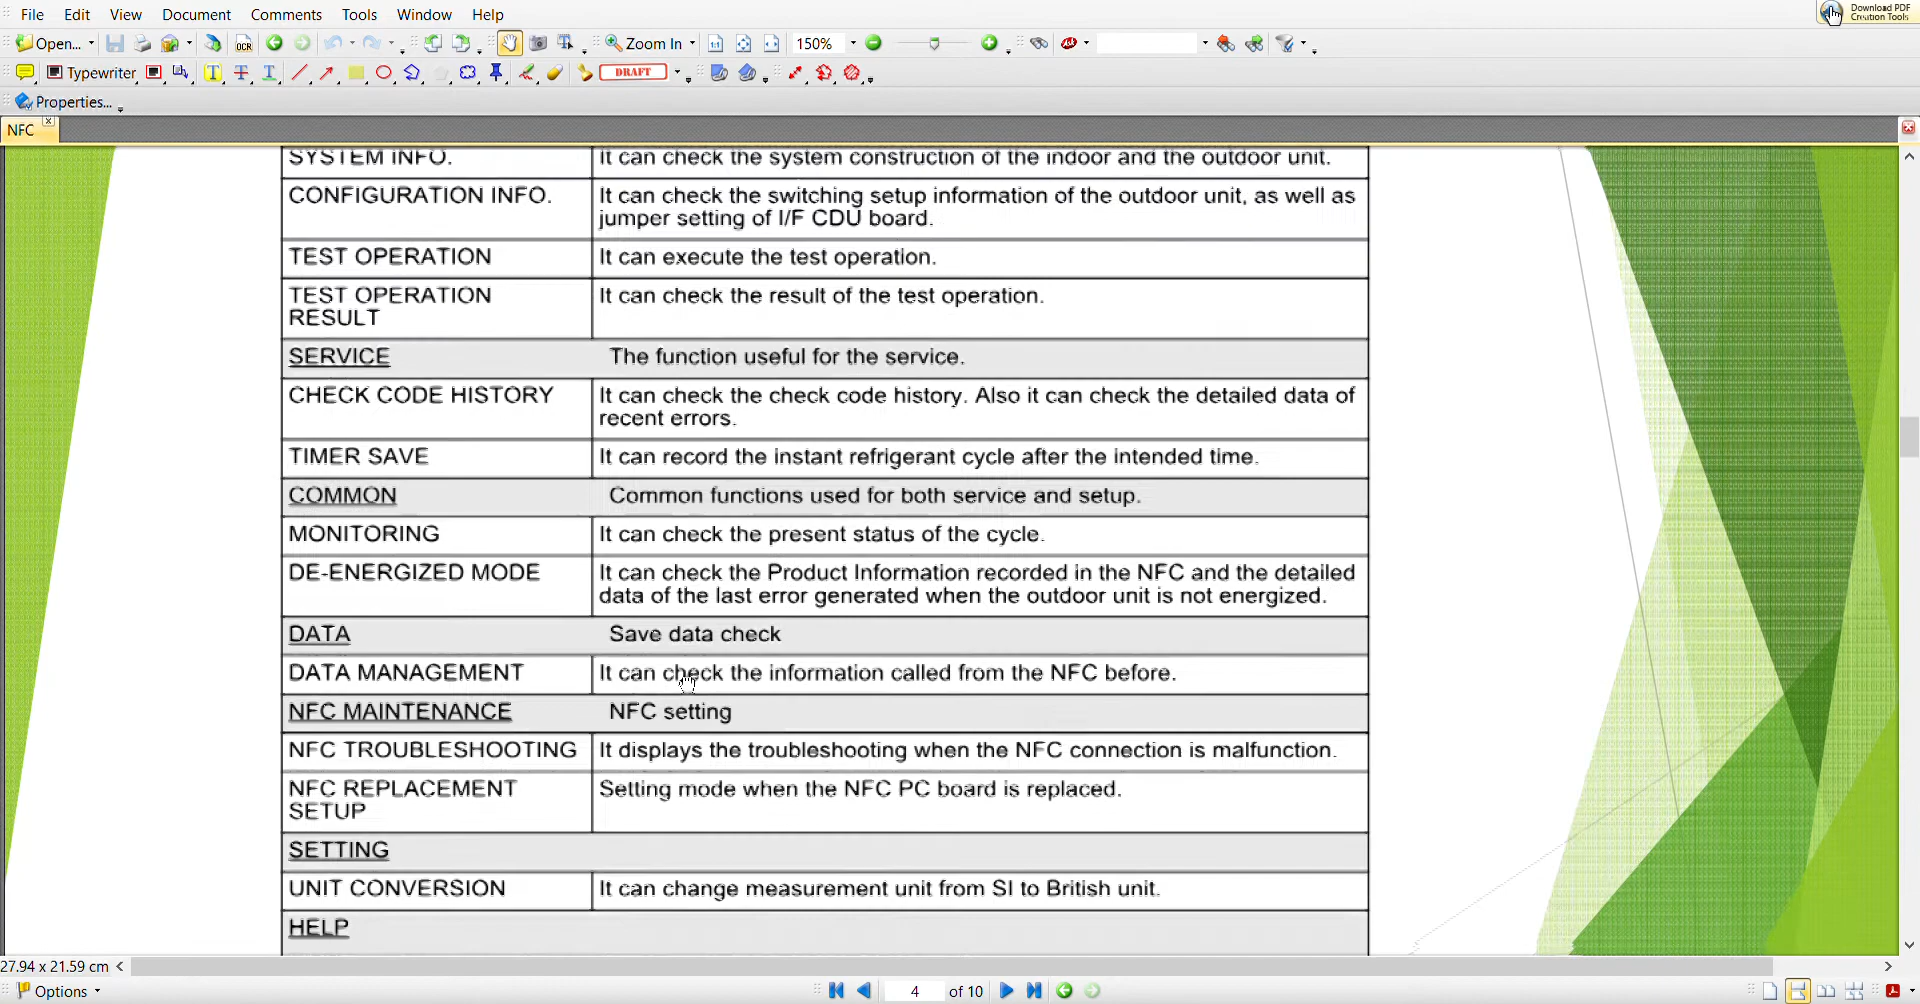 File Edit View Document Comments Tools Window Help
Download PDF
Creation Tools
Open... OCR Zoom In 150%
Typewriter DRAFT
Properties...
NFC
SYSTEM INFO. It can check the system construction of the indoor and the outdoor unit.
CONFIGURATION INFO. It can check the switching setup information of the outdoor unit, as well as
jumper setting of I/F CDU board.
TEST OPERATION It can execute the test operation.
TEST OPERATION It can check the result of the test operation.
RESULT
SERVICE The function useful for the service.
CHECK CODE HISTORY It can check the check code history. Also it can check the detailed data of
recent errors.
TIMER SAVE It can record the instant refrigerant cycle after the intended time.
COMMON Common functions used for both service and setup.
MONITORING It can check the present status of the cycle.
DE-ENERGIZED MODE It can check the Product Information recorded in the NFC and the detailed
data of the last error generated when the outdoor unit is not energized.
DATA Save data check
DATA MANAGEMENT It can check the information called from the NFC before.
NFC MAINTENANCE NFC setting
NFC TROUBLESHOOTING It displays the troubleshooting when the NFC connection is malfunction.
NFC REPLACEMENT Setting mode when the NFC PC board is replaced.
SETUP
SETTING
UNIT CONVERSION It can change measurement unit from SI to British unit.
HELP
27.94 x 21.59 cm
Options 4 of 10